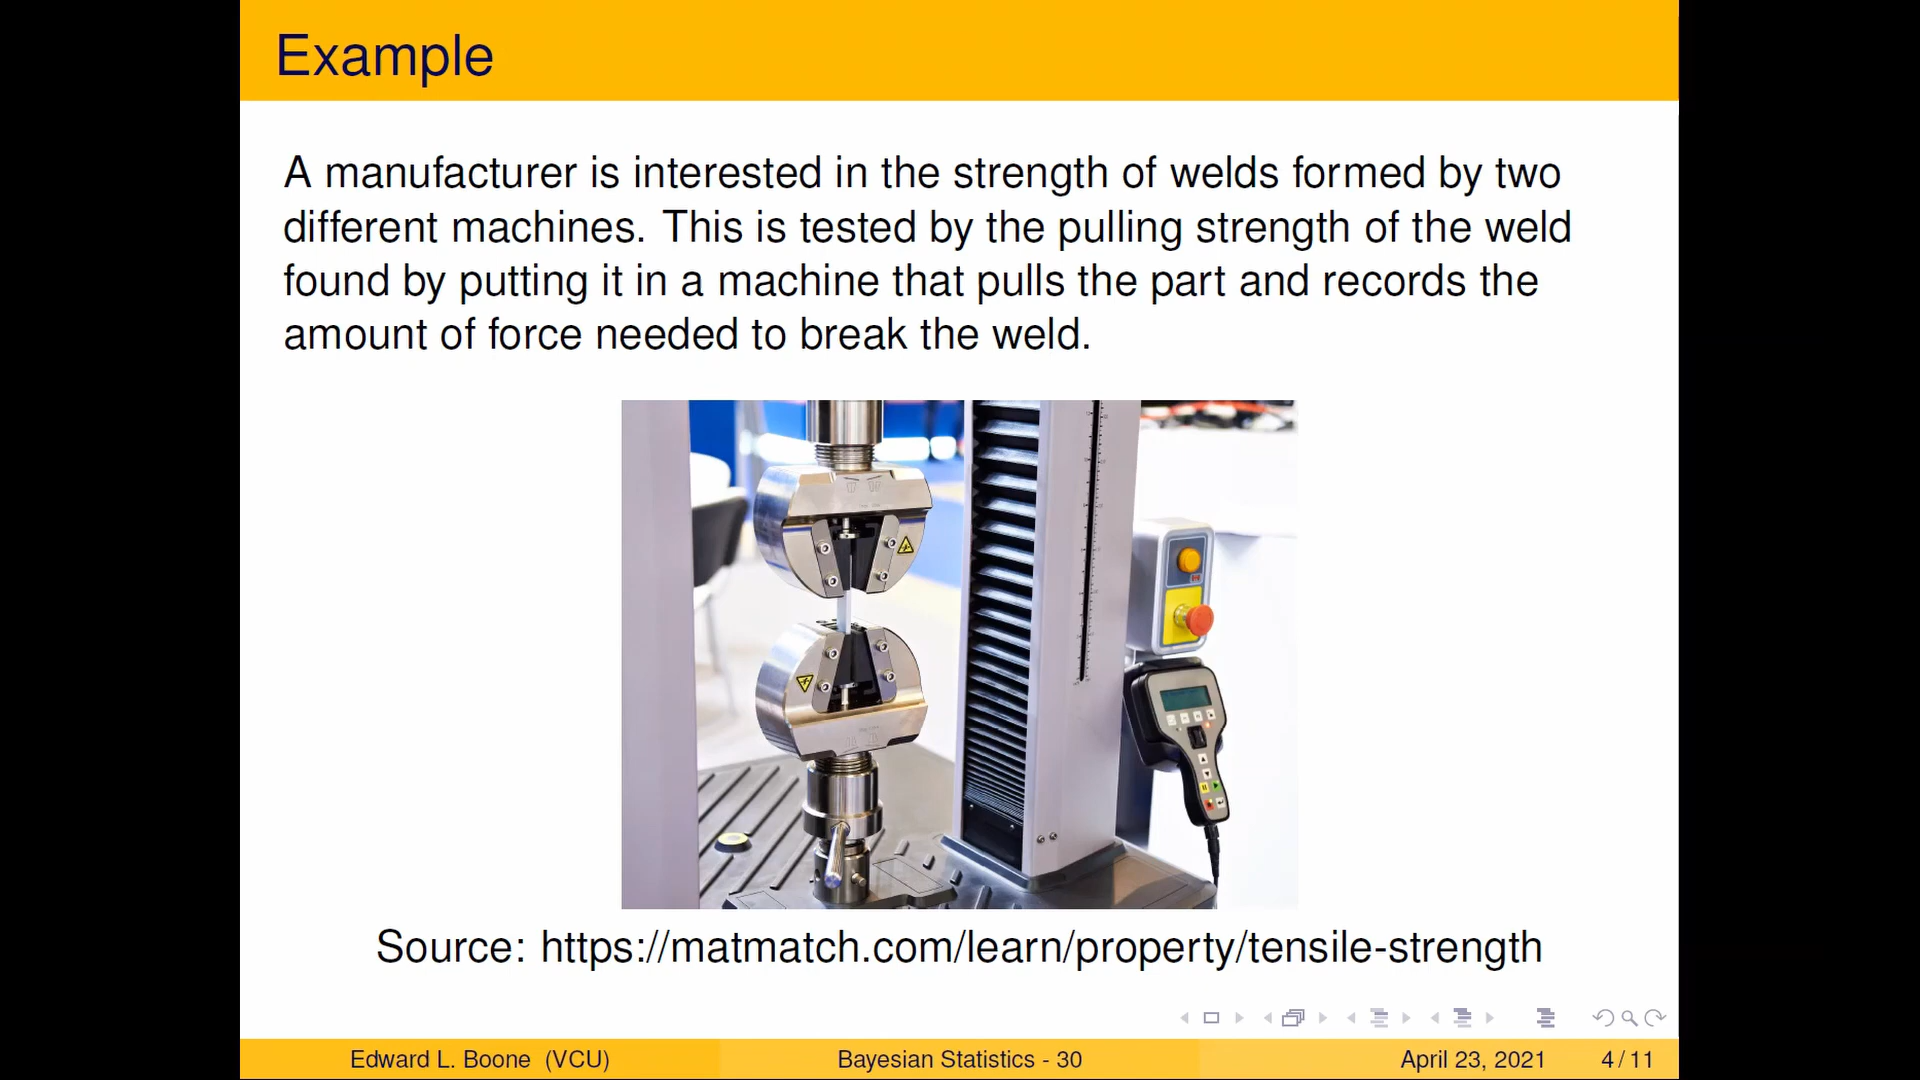 Example
A manufacturer is interested in the strength of welds formed by two
different machines. This is tested by the pulling strength of the weld
found by putting it in a machine that pulls the part and records the
amount of force needed to break the weld.
Source: https://matmatch.com/learn/property/tensile-strength
Edward L. Boone (VCU)
Bayesian Statistics - 30
April 23, 2021
4 / 11